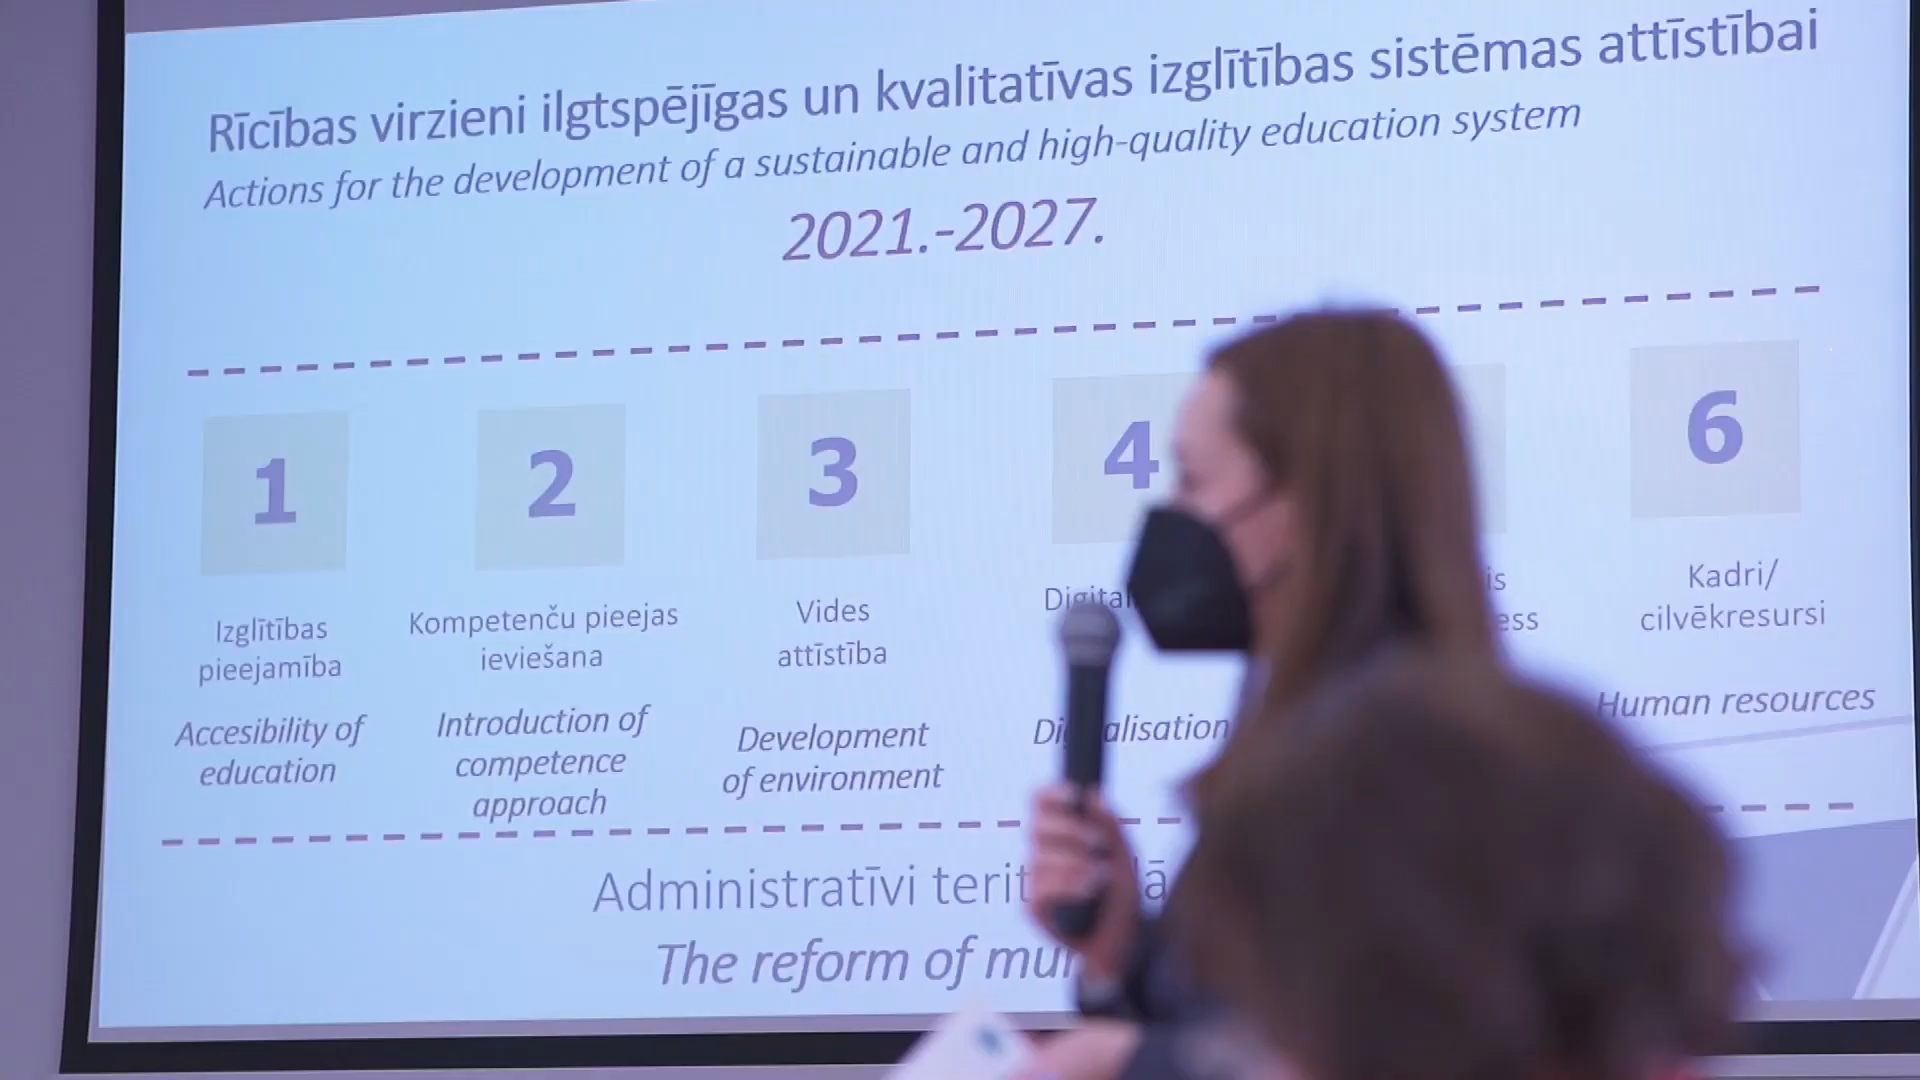 Rīcības virzieni ilgtspējīgas un kvalitatīvas izglītības sistēmas attīstībai
Actions for the development of a sustainable and high-quality education system
2021.-2027.
1
Izglītības
pieejamība
Accesibility of
education
2
Kompetenču pieejas
ieviešana
Introduction of
competence
approach
3
Vides
attīstība
Development
of environment
4
6
Kadri/
cilvēkresursi
Human resources
Administratīvi
The reform of